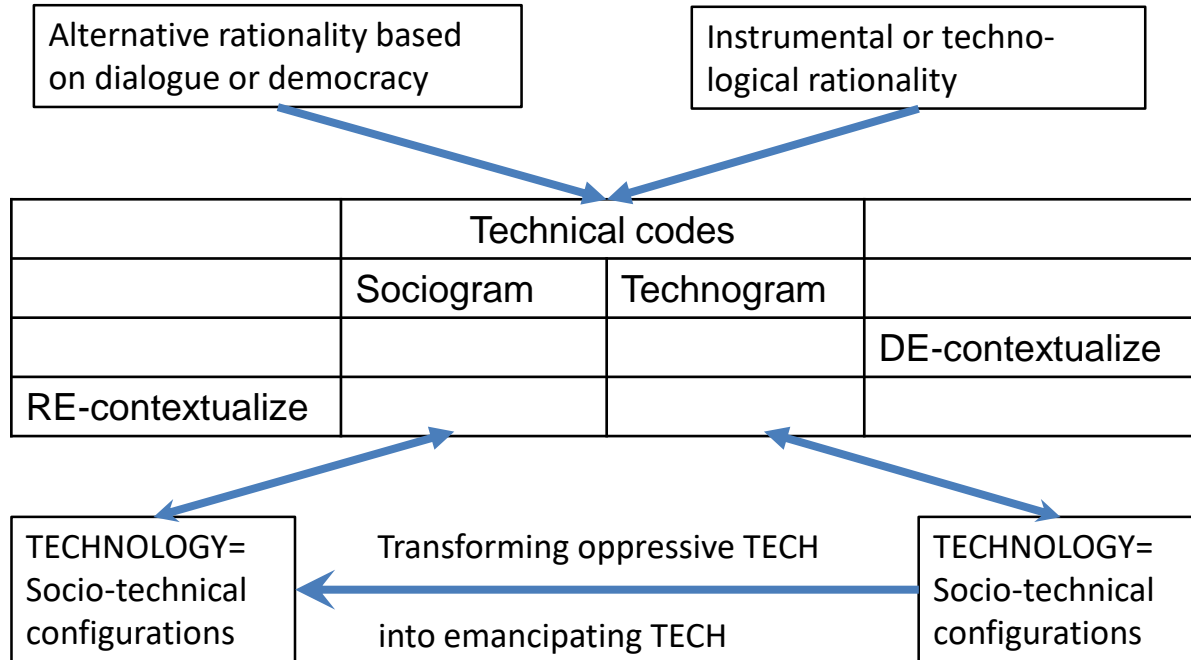 Alternative rationality based
on dialogue or democracy
Instrumental or techno-
logical rationality
Technical codes
Sociogram
Technogram
DE-contextualize
RE-contextualize
TECHNOLOGY=
Socio-technical
configurations
Transforming oppressive TECH
into emancipating TECH
TECHNOLOGY=
Socio-technical
configurations